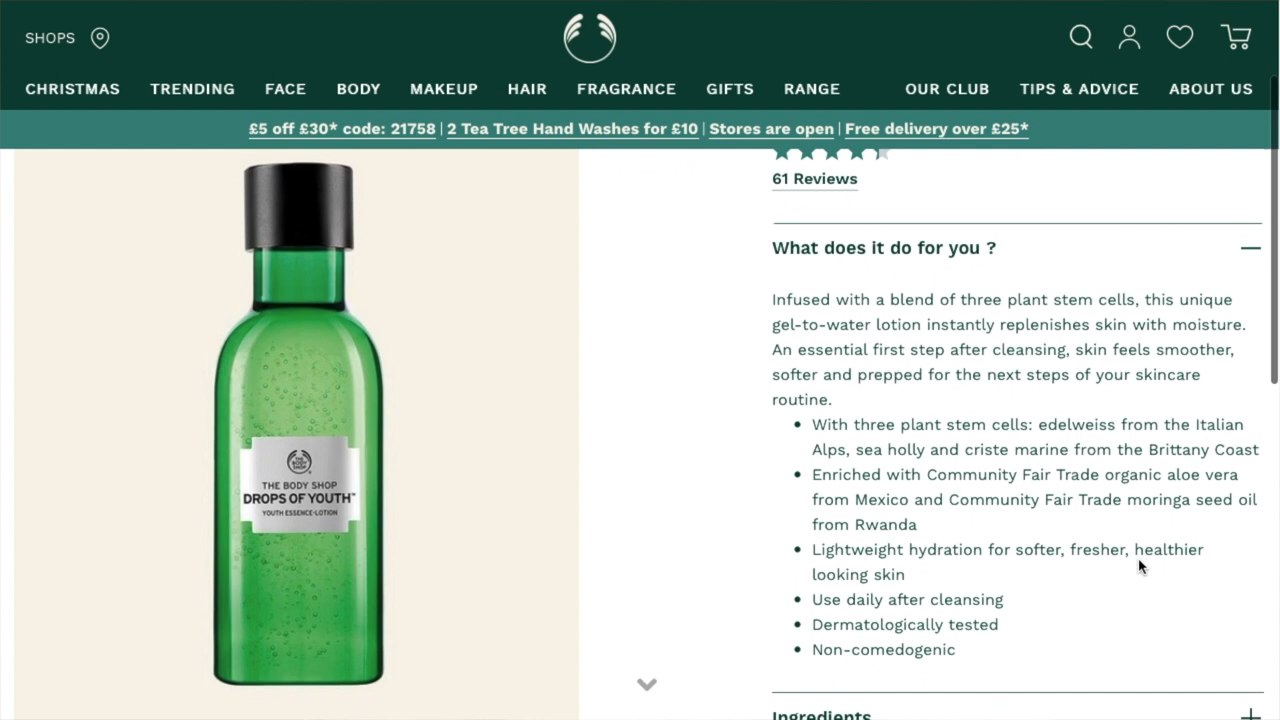 SHOPS
CHRISTMAS TRENDING FACE BODY MAKEUP HAIR FRAGRANCE GIFTS RANGE OUR CLUB TIPS & ADVICE ABOUT US
£5 off £30* code: 21758 | 2 Tea Tree Hand Washes for £10 | Stores are open | Free delivery over £25*
61 Reviews
What does it do for you ?
Infused with a blend of three plant stem cells, this unique
gel-to-water lotion instantly replenishes skin with moisture.
An essential first step after cleansing, skin feels smoother,
softer and prepped for the next steps of your skincare
routine.
• With three plant stem cells: edelweiss from the Italian
Alps, sea holly and criste marine from the Brittany Coast
• Enriched with Community Fair Trade organic aloe vera
from Mexico and Community Fair Trade moringa seed oil
from Rwanda
• Lightweight hydration for softer, fresher, healthier
looking skin
• Use daily after cleansing
• Dermatologically tested
• Non-comedogenic
Ingredients
THE
BODY
SHOP
THE BODY SHOP
DROPS OF YOUTH™
YOUTH ESSENCE-LOTION